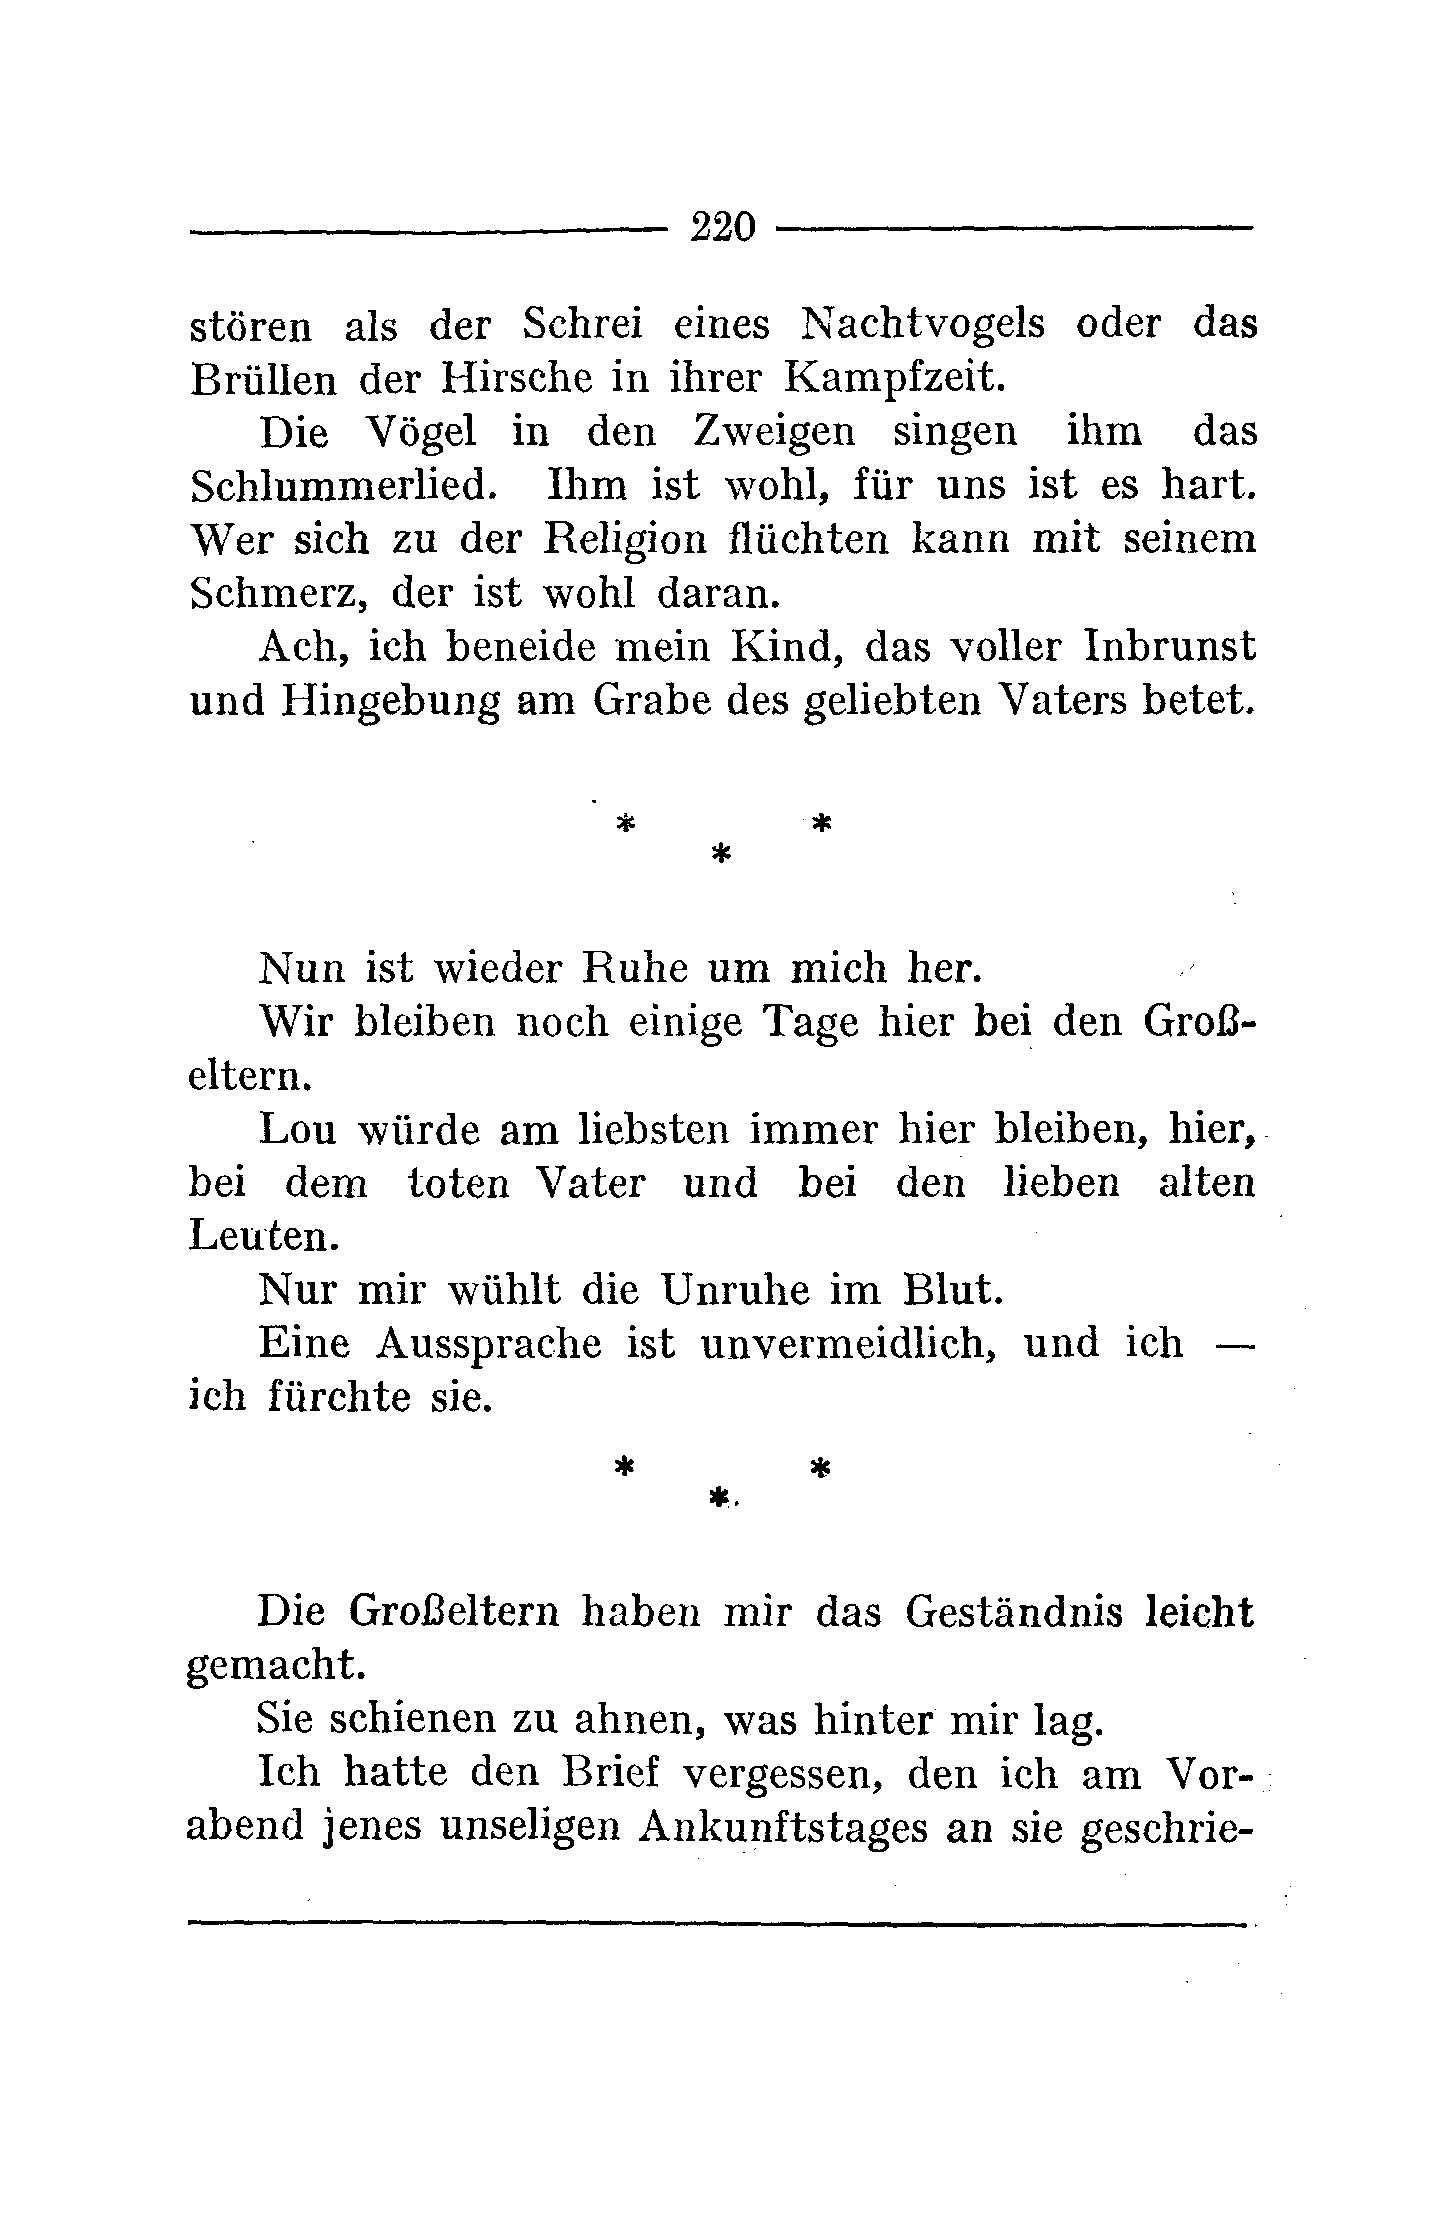 220
stören als der Schrei eines Nachtvogels oder das
Brüllen der Hirsche in ihrer Kampfzeit.
Die Vögel in den Zweigen singen ihm das
Schlummerlied. Ihm ist wohl, für uns ist es hart.
Wer sich zu der Religion flüchten kann mit seinem
Schmerz, der ist wohl daran.
Ach, ich beneide mein Kind, das voller Inbrunst
und Hingebung am Grabe des geliebten Vaters betet.
* *
*
Nun ist wieder Ruhe um mich her.
Wir bleiben noch einige Tage hier bei den Groß-
eltern.
Lou würde am liebsten immer hier bleiben, hier,
bei dem toten Vater und bei den lieben alten
Leuten.
Nur mir wühlt die Unruhe im Blut.
Eine Aussprache ist unvermeidlich, und ich —
ich fürchte sie.
* *
*
Die Großeltern haben mir das Geständnis leicht
gemacht.
Sie schienen zu ahnen, was hinter mir lag.
Ich hatte den Brief vergessen, den ich am Vor-
abend jenes unseligen Ankunftstages an sie geschrie-